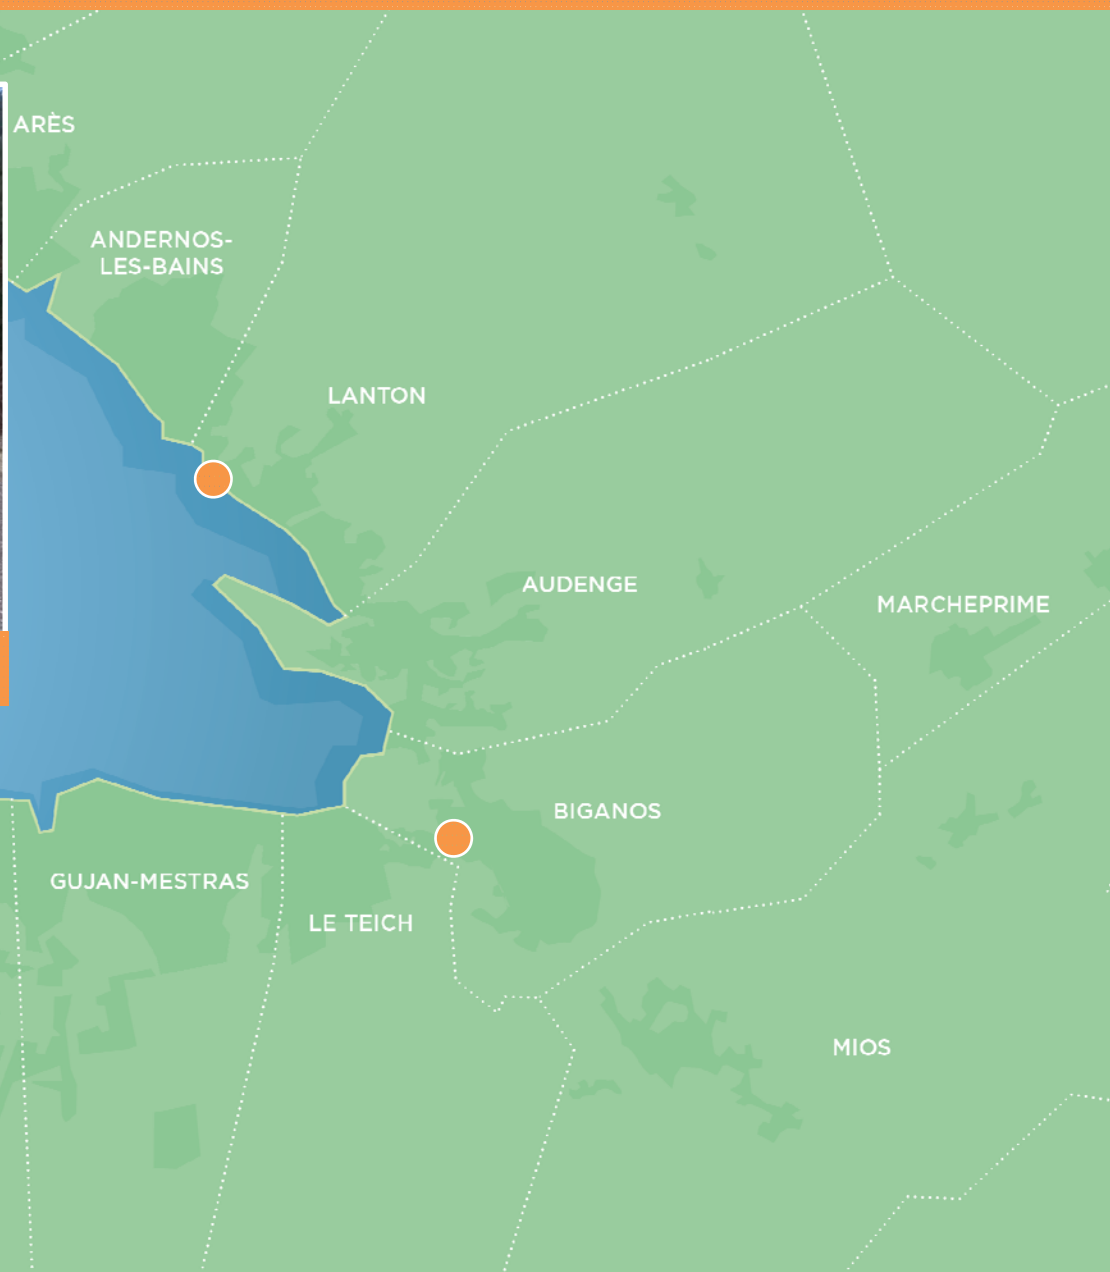 ARÈS
ANDERNOS-
LES-BAINS
LANTON
AUDENGE
MARCHEPRIME
BIGANOS
GUJAN-MESTRAS
LE TEICH
MIOS